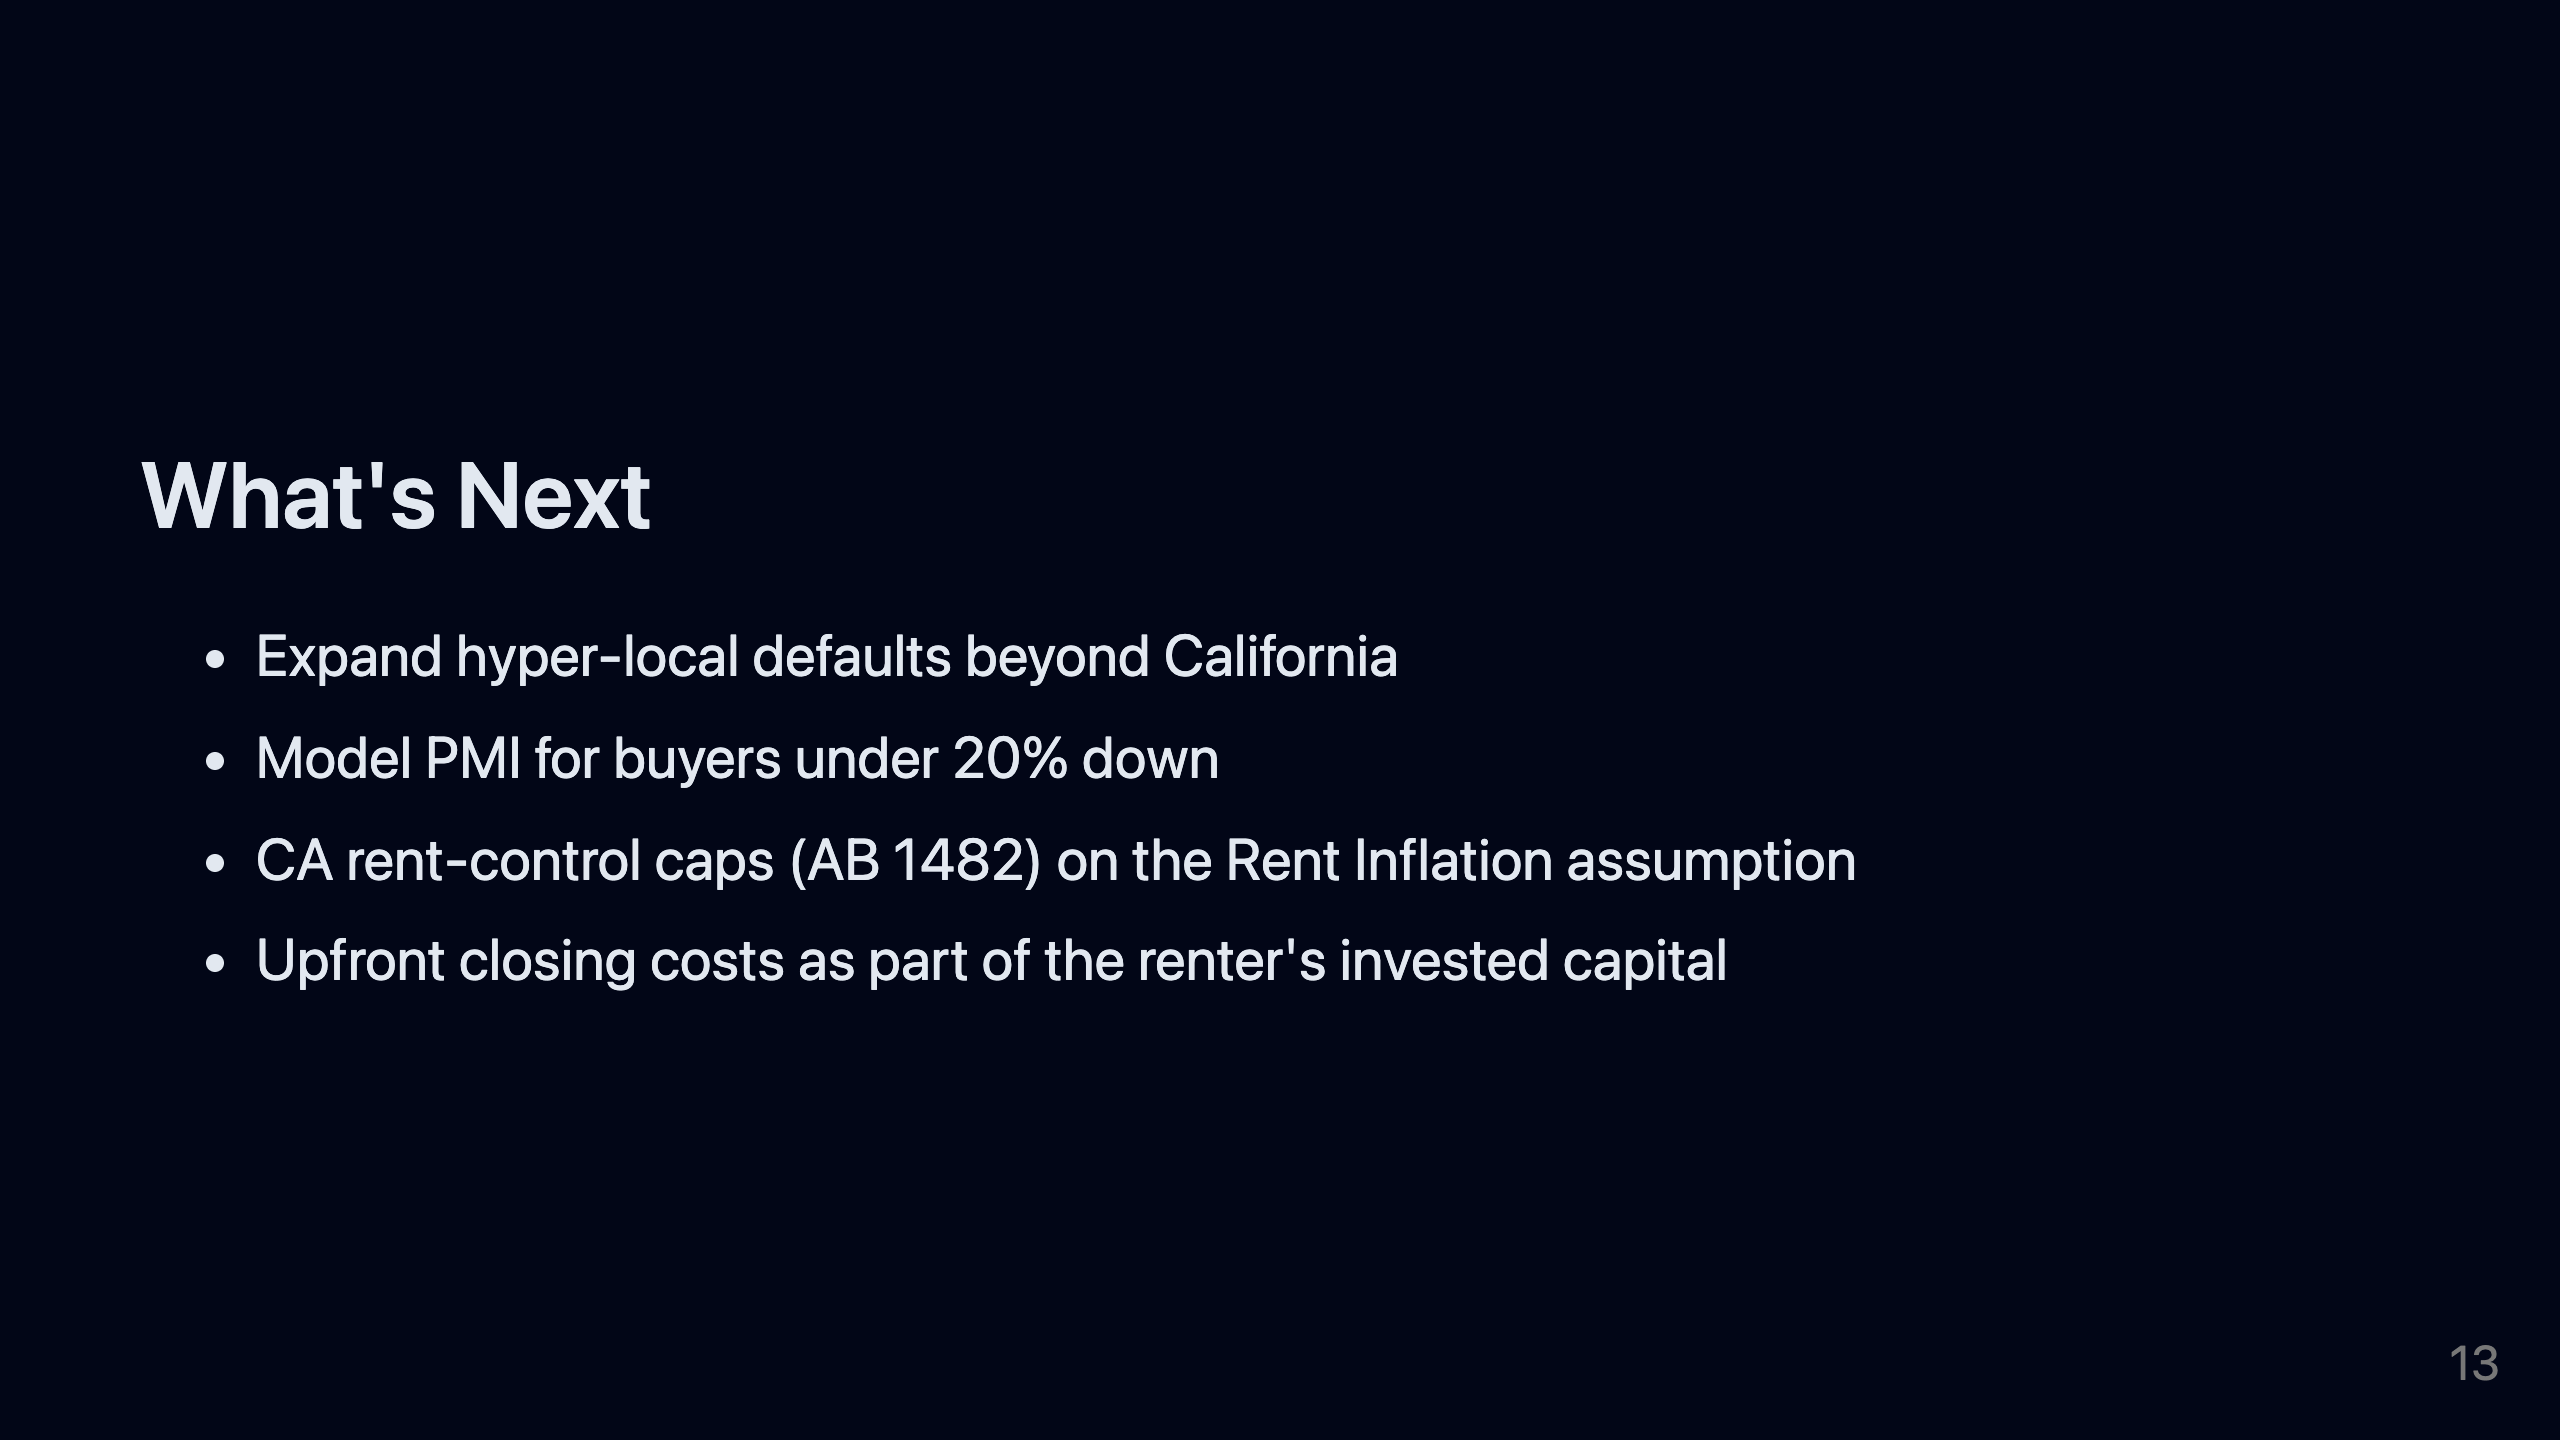 What's Next
• Expand hyper-local defaults beyond California
• Model PMI for buyers under 20% down
• CA rent-control caps (AB 1482) on the Rent Inflation assumption
• Upfront closing costs as part of the renter's invested capital
13